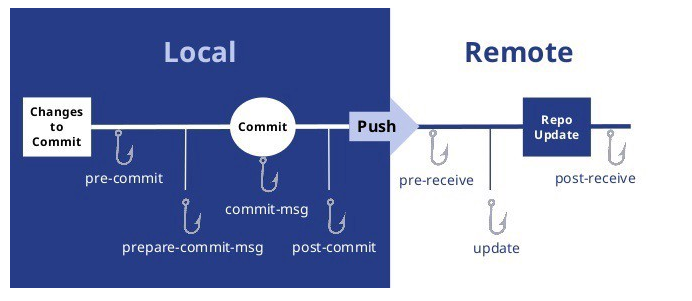 Local
Remote
Changes
to
Commit
Commit
Push
Repo
Update
pre-commit
prepare-commit-msg
commit-msg
post-commit
pre-receive
update
post-receive